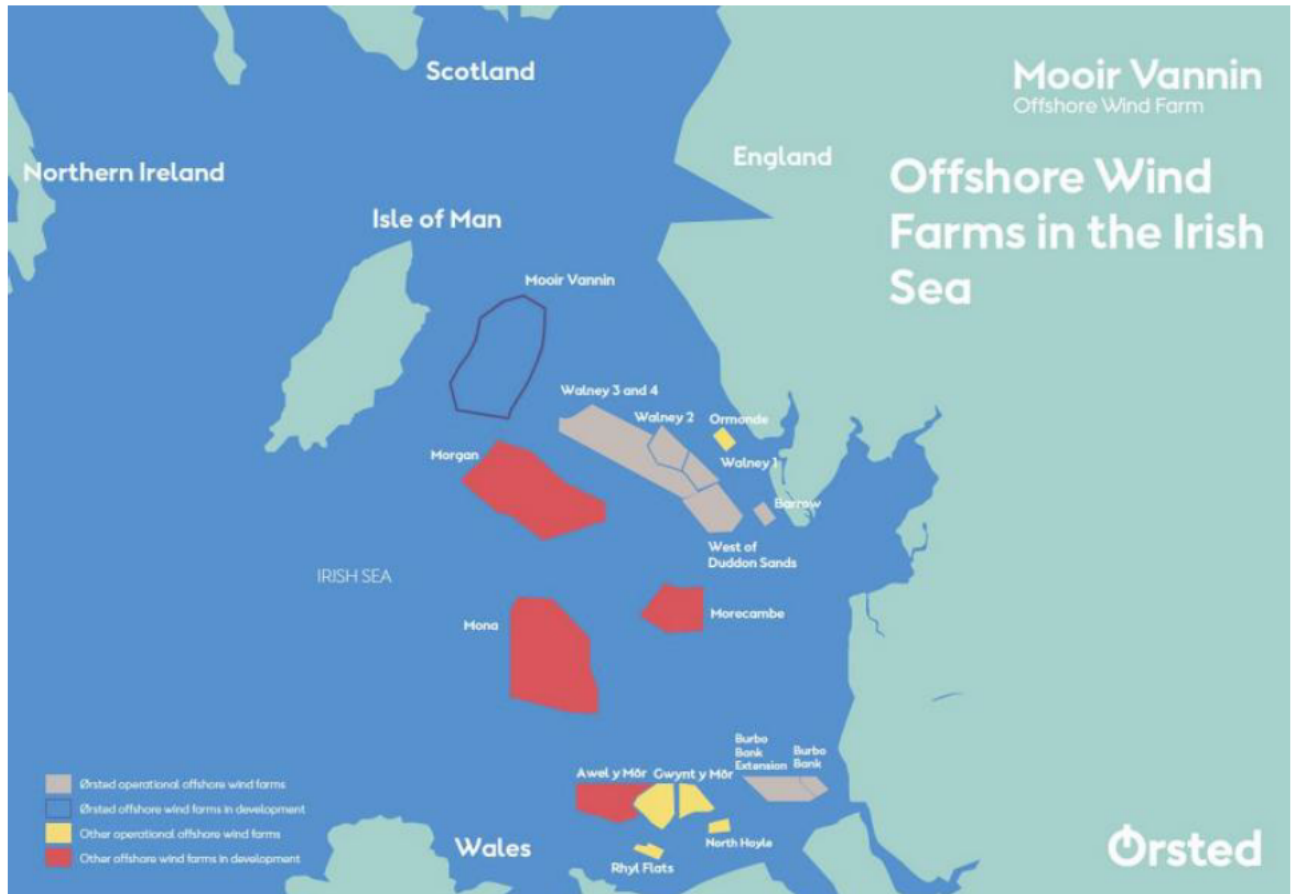 Scotland
Mooir Vannin
Offshore Wind Farm
England
Northern Ireland
Offshore Wind
Farms in the Irish
Sea
Isle of Man
Mooir Vannin
Walney 3 and 4
Walney 2
Ormonde
Morgan
Walney 1
Barrow
West of
Duddon Sands
IRISH SEA
Mona
Morecambe
Burbo
Bank
Extension
Burbo
Bank
Awel y Môr
Gwynt y Môr
North Hoyle
Rhyl Flats
Wales
Ørsted operational offshore wind farms
Ørsted offshore wind farms in development
Other operational offshore wind farms
Other offshore wind farms in development
Ørsted